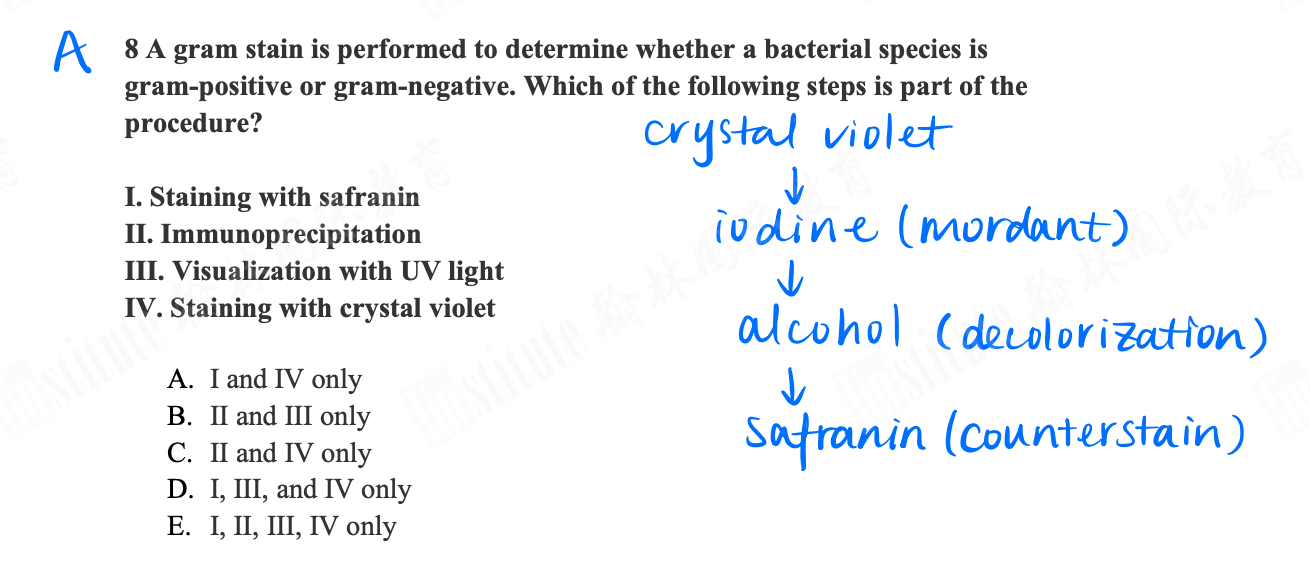 A
8 A gram stain is performed to determine whether a bacterial species is
gram-positive or gram-negative. Which of the following steps is part of the
procedure?
crystal violet
↓
I. Staining with safranin
iodine (mordant)
II. Immunoprecipitation
III. Visualization with UV light
↓
IV. Staining with crystal violet
alcohol (decolorization)
↓
A. I and IV only
B. II and III only
safranin (counterstain)
C. II and IV only
D. I, III, and IV only
E. I, II, III, IV only